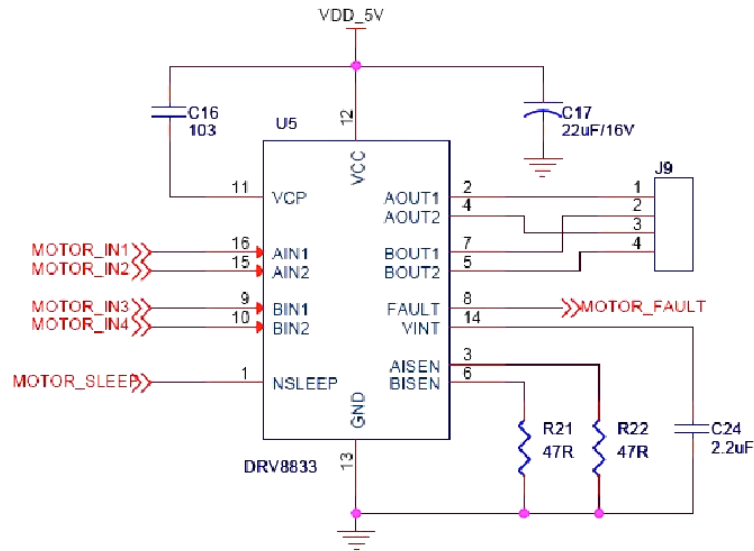 VDD_5V
C16
103
U5
12
VCC
C17
22uF/16V
J9
11
VCP
AOUT1
2
1
AOUT2
4
2
3
MOTOR_IN1
16
AIN1
BOUT1
7
4
MOTOR_IN2
15
AIN2
BOUT2
5
MOTOR_IN3
9
BIN1
FAULT
8
MOTOR_FAULT
MOTOR_IN4
10
BIN2
VINT
14
AISEN
3
MOTOR_SLEEP
1
NSLEEP
BISEN
6
GND
R21
47R
R22
47R
C24
2.2uF
DRV8833
13